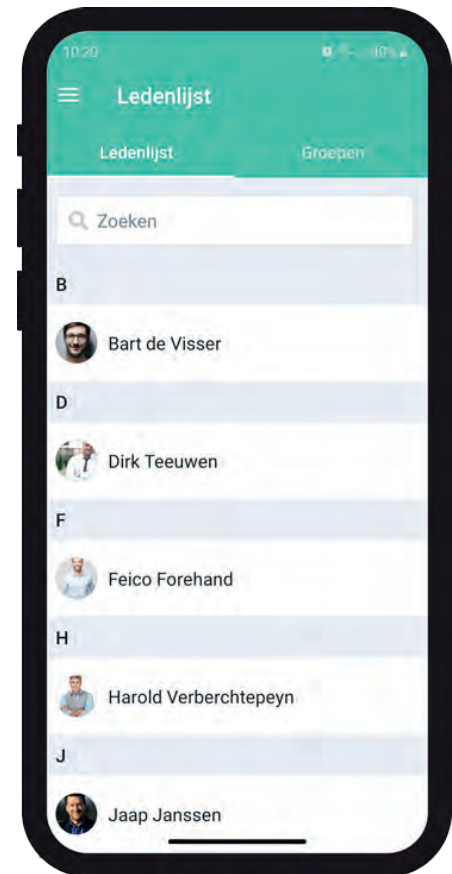 10:20
Ledenlijst
Ledenlijst Groepen
Zoeken
B
Bart de Visser
D
Dirk Teeuwen
F
Feico Forehand
H
Harold Verberchtepeyn
J
Jaap Janssen